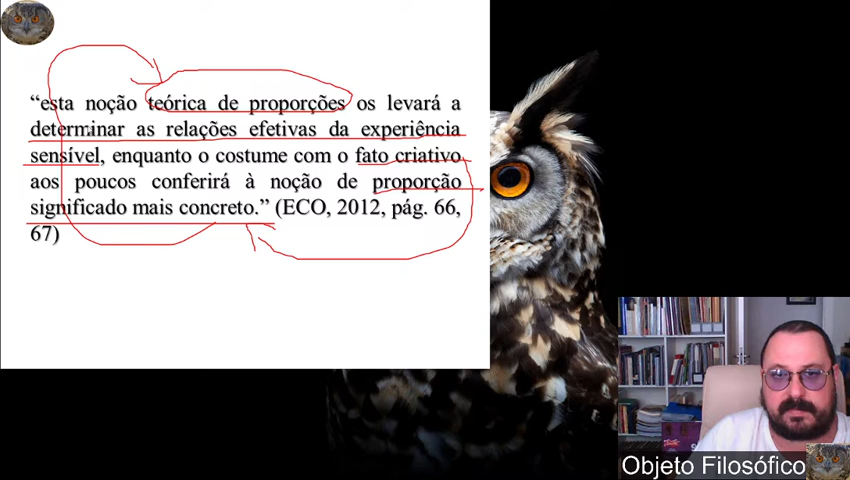 “esta noção teórica de proporções os levará a
determinar as relações efetivas da experiência
sensível, enquanto o costume com o fato criativo
aos poucos conferirá à noção de proporção
significado mais concreto.” (ECO, 2012, pág. 66,
67)
Objeto Filosófico